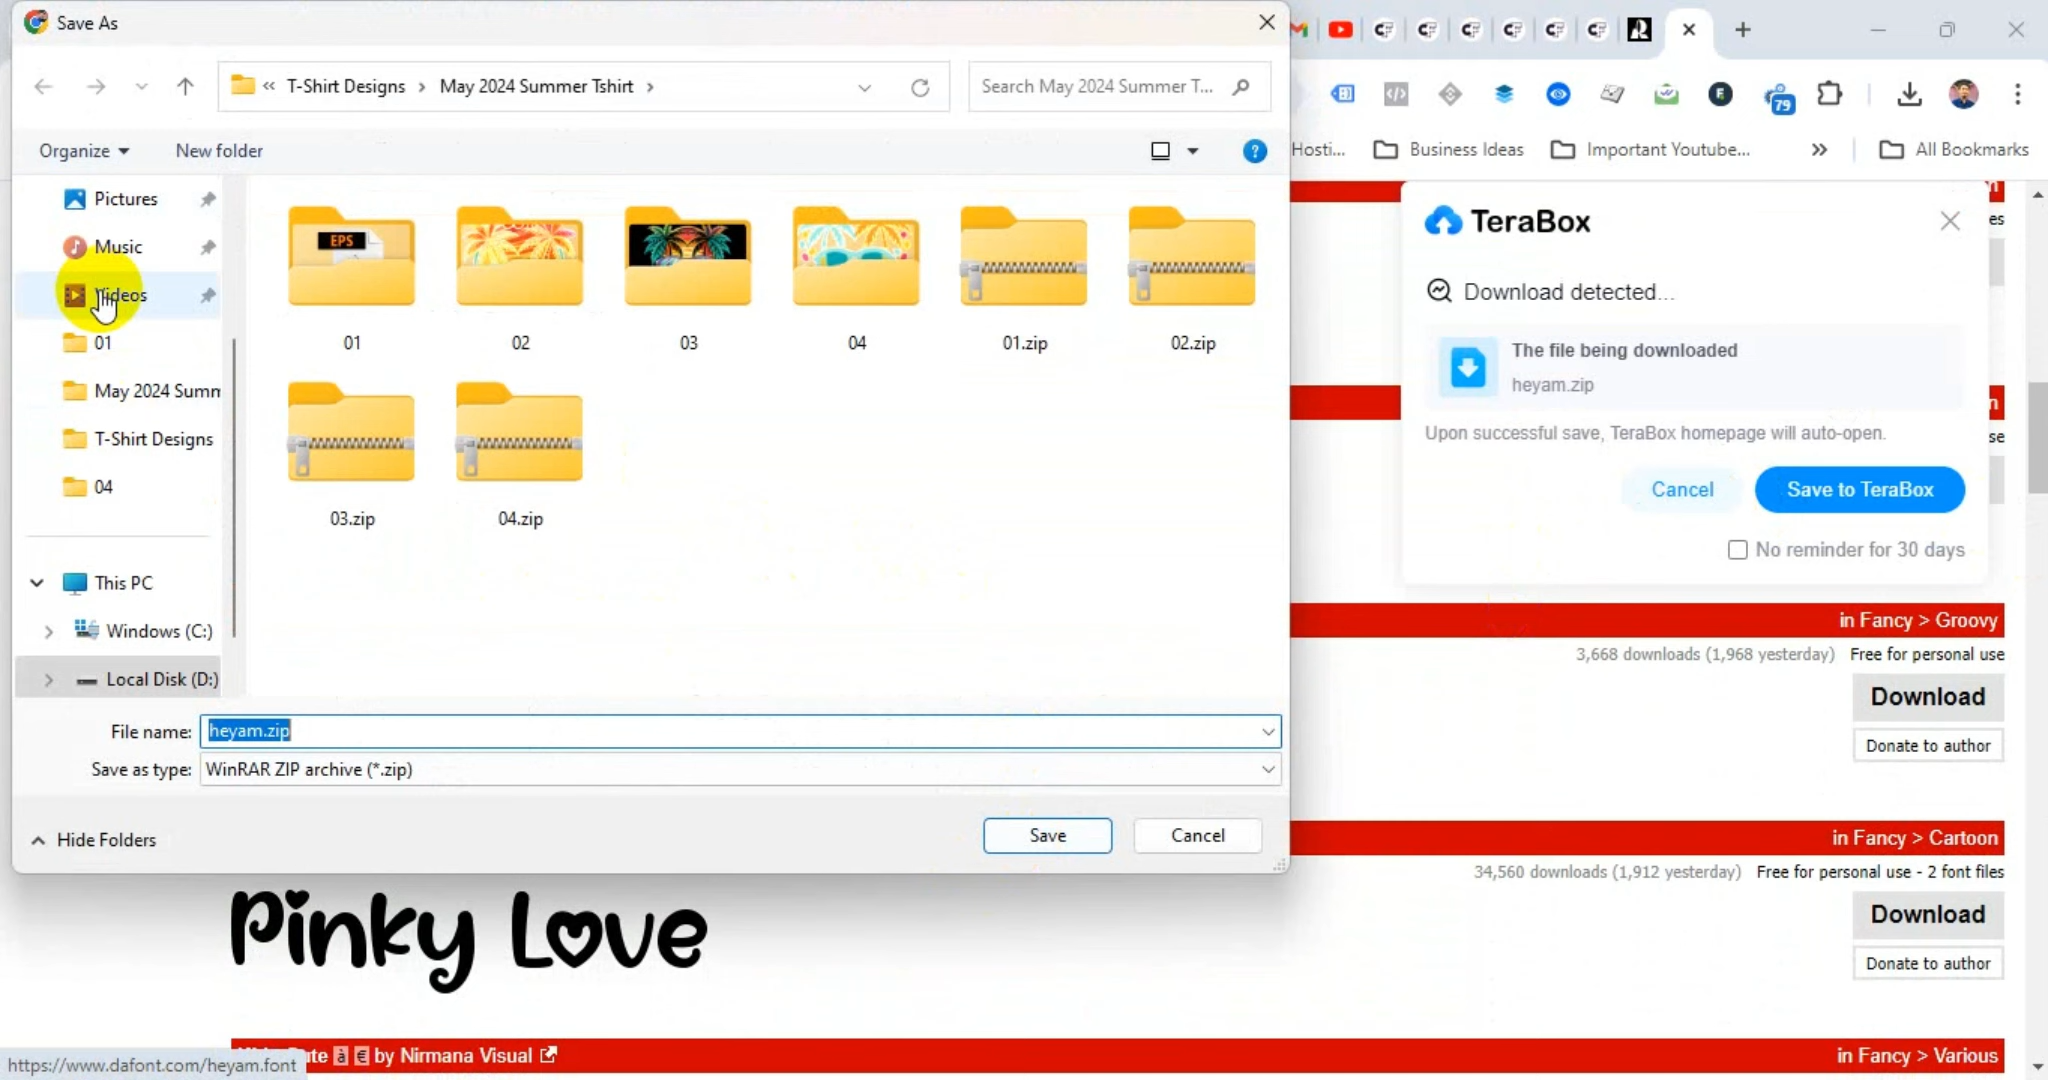 Save As
T-Shirt Designs › May 2024 Summer Tshirt ›
Search May 2024 Summer T...
Organize
New folder
Pictures
Music
Videos
01
May 2024 Summ
T-Shirt Designs
04
This PC
Windows (C:)
Local Disk (D:)
EPS
01
02
03
04
01.zip
02.zip
03.zip
04.zip
File name: heyam.zip
Save as type: WinRAR ZIP archive (*.zip)
Hide Folders
Save
Cancel
79
Hosti...
Business Ideas
Important Youtube...
All Bookmarks
TeraBox
Download detected...
The file being downloaded
heyam.zip
Upon successful save, TeraBox homepage will auto-open.
Cancel
Save to TeraBox
No reminder for 30 days
in Fancy > Groovy
3,668 downloads (1,968 yesterday) Free for personal use
Download
Donate to author
in Fancy > Cartoon
34,560 downloads (1,912 yesterday) Free for personal use - 2 font files
Download
Donate to author
Pinky Love
à € by Nirmana Visual
in Fancy > Various
https://www.dafont.com/heyam.font